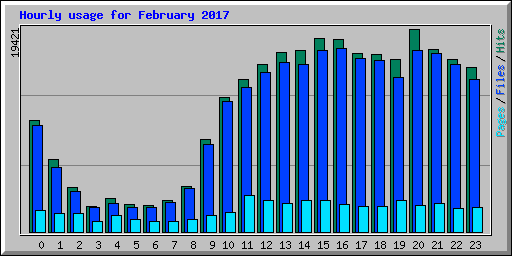 Hourly usage for February 2017
19421
Pages/Files/Hits
0 1 2 3 4 5 6 7 8 9 10 11 12 13 14 15 16 17 18 19 20 21 22 23